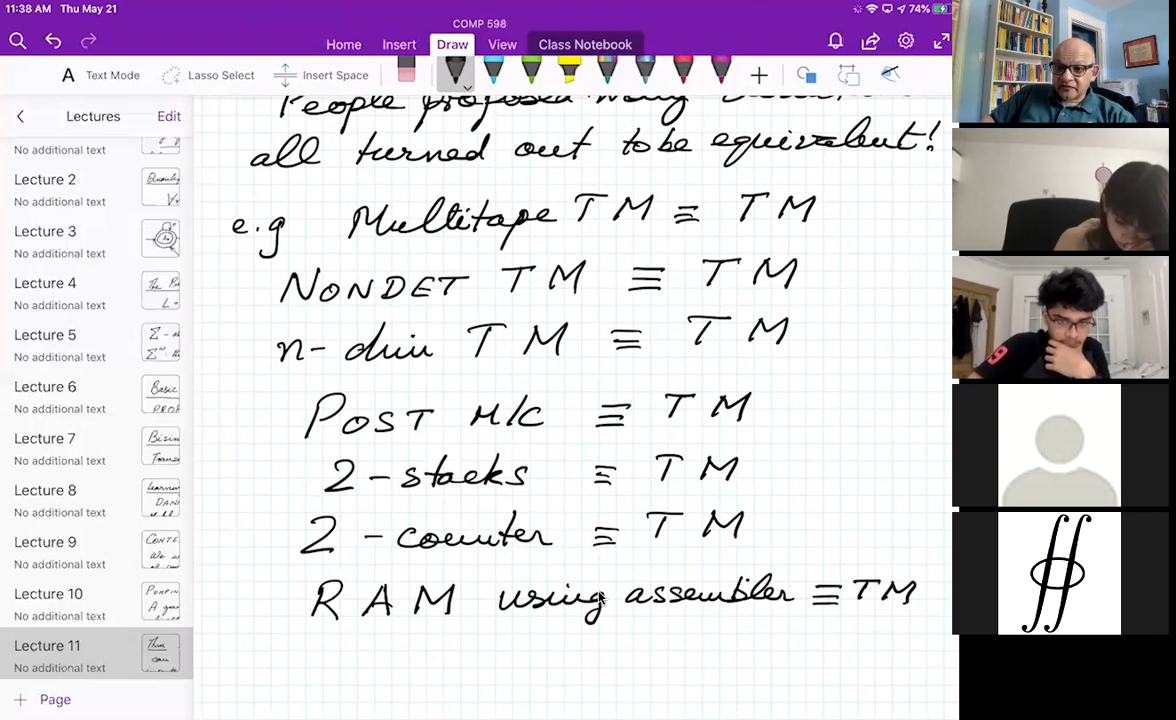 11:38 AM Thu May 21
74%
COMP 598
Home Insert Draw View Class Notebook
Text Mode Lasso Select Insert Space
Lectures Edit
No additional text
Lecture 2
No additional text
Lecture 3
No additional text
Lecture 4
No additional text
Lecture 5
No additional text
Lecture 6
No additional text
Lecture 7
No additional text
Lecture 8
No additional text
Lecture 9
No additional text
Lecture 10
No additional text
Lecture 11
No additional text
+ Page
People proposed many
all turned out to be equivalent!
e.g Multitape TM ≡ TM
NONDET TM ≡ TM
n-dim TM ≡ TM
POST M/C ≡ TM
2-stacks ≡ TM
2-counter ≡ TM
RAM using assembler ≡ TM
∯